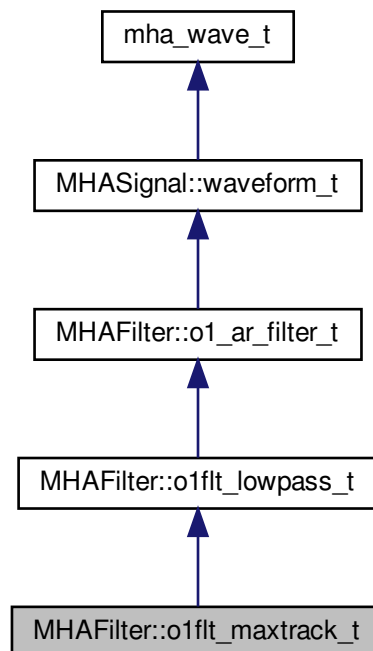 mha_wave_t
MHASignal::waveform_t
MHAFilter::o1_ar_filter_t
MHAFilter::o1flt_lowpass_t
MHAFilter::o1flt_maxtrack_t